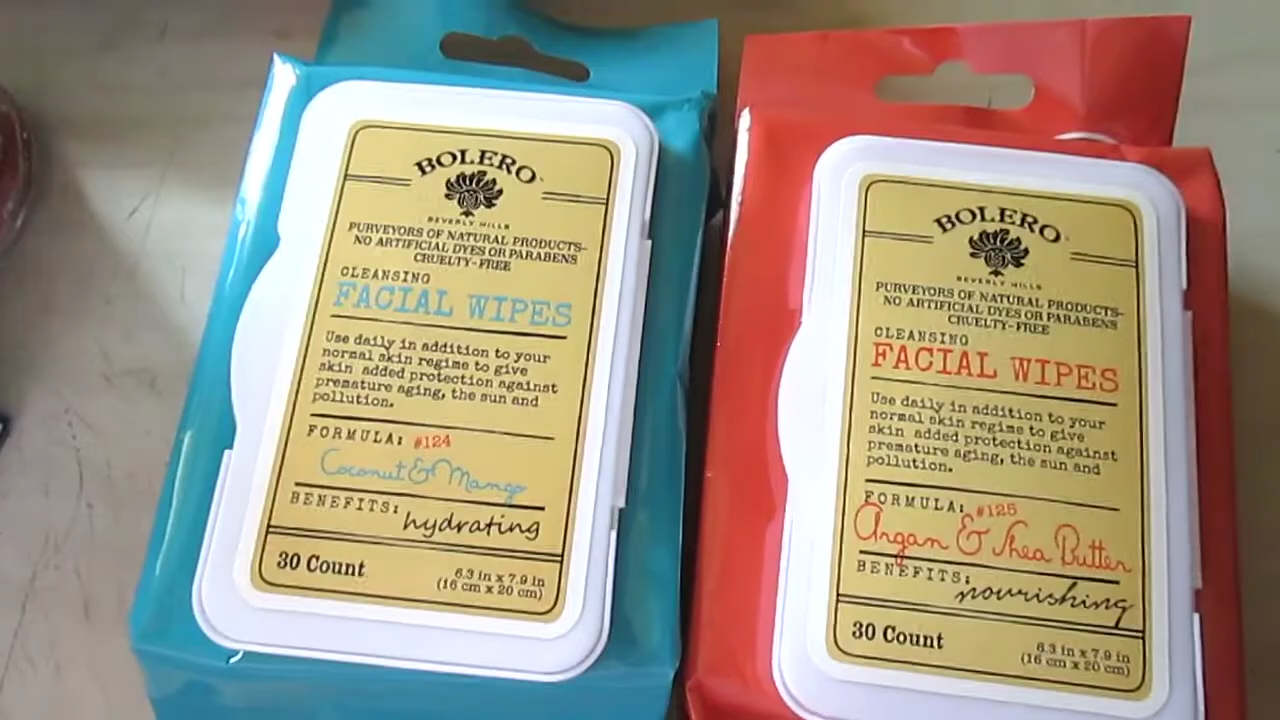 BOLERO
BEVERLY HILLS
PURVEYORS OF NATURAL PRODUCTS-
NO ARTIFICIAL DYES OR PARABENS
CRUELTY-FREE
CLEANSING
FACIAL WIPES
Use daily in addition to your
normal skin regime to give
skin added protection against
premature aging, the sun and
pollution.
FORMULA: #124
Coconut & Mango
BENEFITS: hydrating
30 Count
6.3 in x 7.9 in
(16 cm x 20 cm)
BOLERO
BEVERLY HILLS
PURVEYORS OF NATURAL PRODUCTS-
NO ARTIFICIAL DYES OR PARABENS
CRUELTY-FREE
CLEANSING
FACIAL WIPES
Use daily in addition to your
normal skin regime to give
skin added protection against
premature aging, the sun and
pollution.
FORMULA: #125
Argan & Shea Butter
BENEFITS: nourishing
30 Count
6.3 in x 7.9 in
(16 cm x 20 cm)